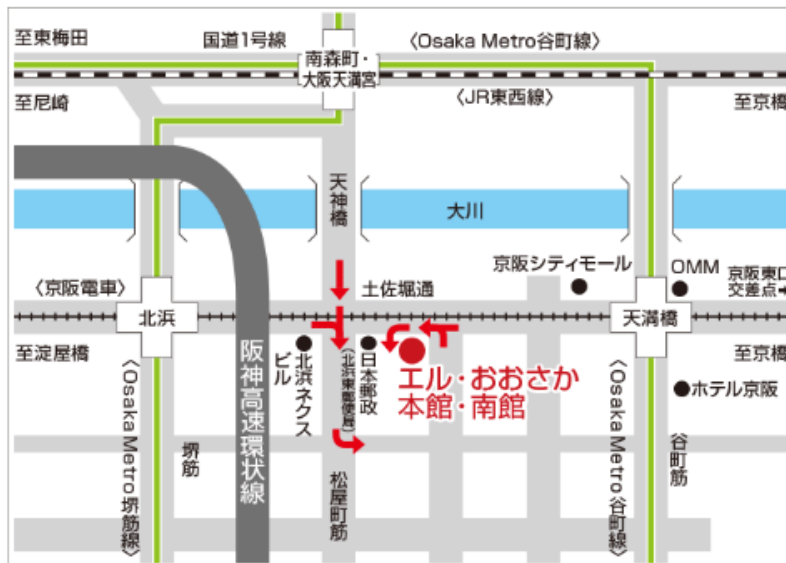 至東梅田
国道1号線
南森町・
大阪天満宮
〈Osaka Metro谷町線〉
至尼崎
〈JR東西線〉
至京橋
天神橋
大川
京阪シティモール
OMM
京阪東口
交差点
〈京阪電車〉
土佐堀通
北浜
天満橋
至淀屋橋
阪神高速環状線
北浜ネクス
ビル
日本郵政
(北浜東郵便局)
エル・おおさか
本館・南館
至京橋
ホテル京阪
〈Osaka Metro堺筋線〉
堺筋
松屋町筋
〈Osaka Metro谷町線〉
谷町筋